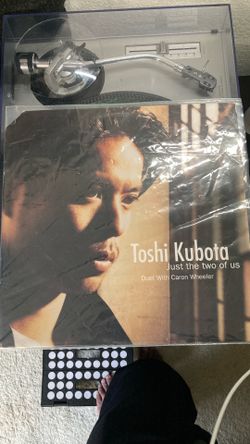 Toshi Kubota
Just the two of us
Duet With Caron Wheeler